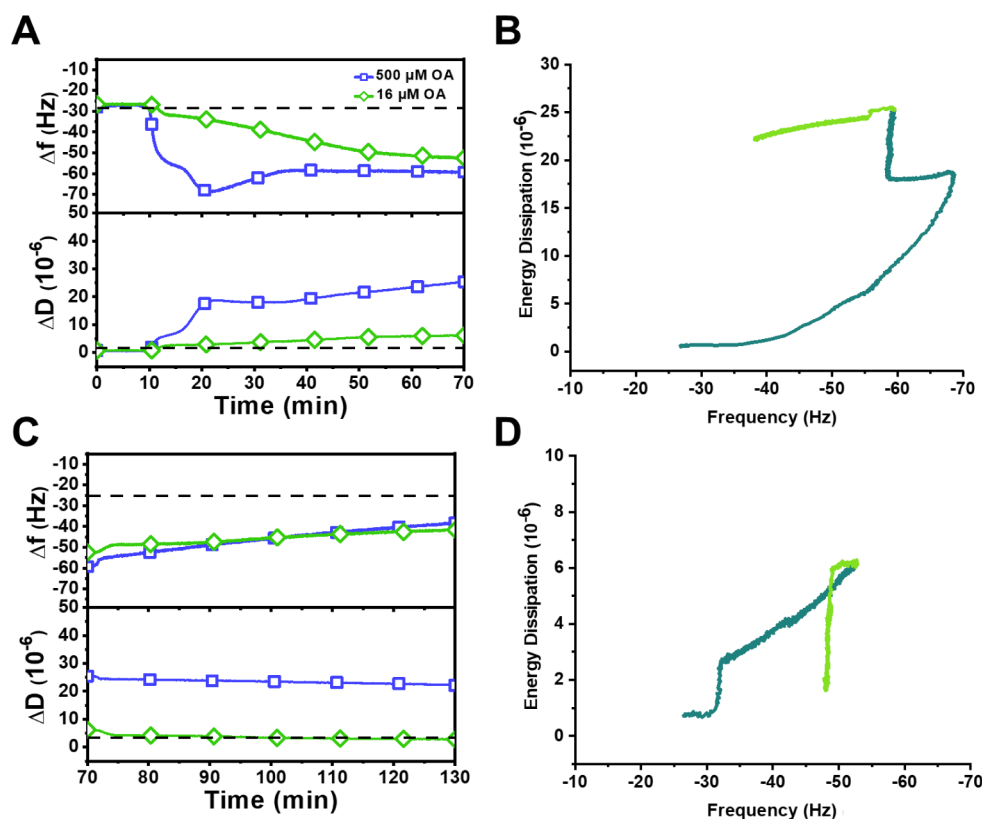 A
-10
-20
-30
-40
-50
-60
-70
Δf (Hz)
500 µM OA
16 µM OA
50
40
30
20
10
0
ΔD (10-6)
0 10 20 30 40 50 60 70
Time (min)
B
30
25
20
15
10
5
0
Energy Dissipation (10-6)
-10 -20 -30 -40 -50 -60 -70
Frequency (Hz)
C
-10
-20
-30
-40
-50
-60
-70
Δf (Hz)
50
40
30
20
10
0
ΔD (10-6)
70 80 90 100 110 120 130
Time (min)
D
10
8
6
4
2
0
Energy Dissipation (10-6)
-10 -20 -30 -40 -50 -60 -70
Frequency (Hz)